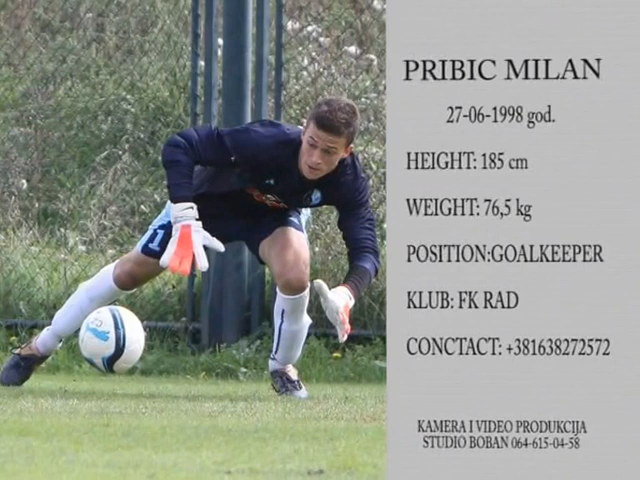 PRIBIC MILAN
27-06-1998 god.
HEIGHT: 185 cm
WEIGHT: 76,5 kg
POSITION:GOALKEEPER
KLUB: FK RAD
CONCTACT: +381638272572
KAMERA I VIDEO PRODUKCIJA
STUDIO BOBAN 064-615-04-58
1